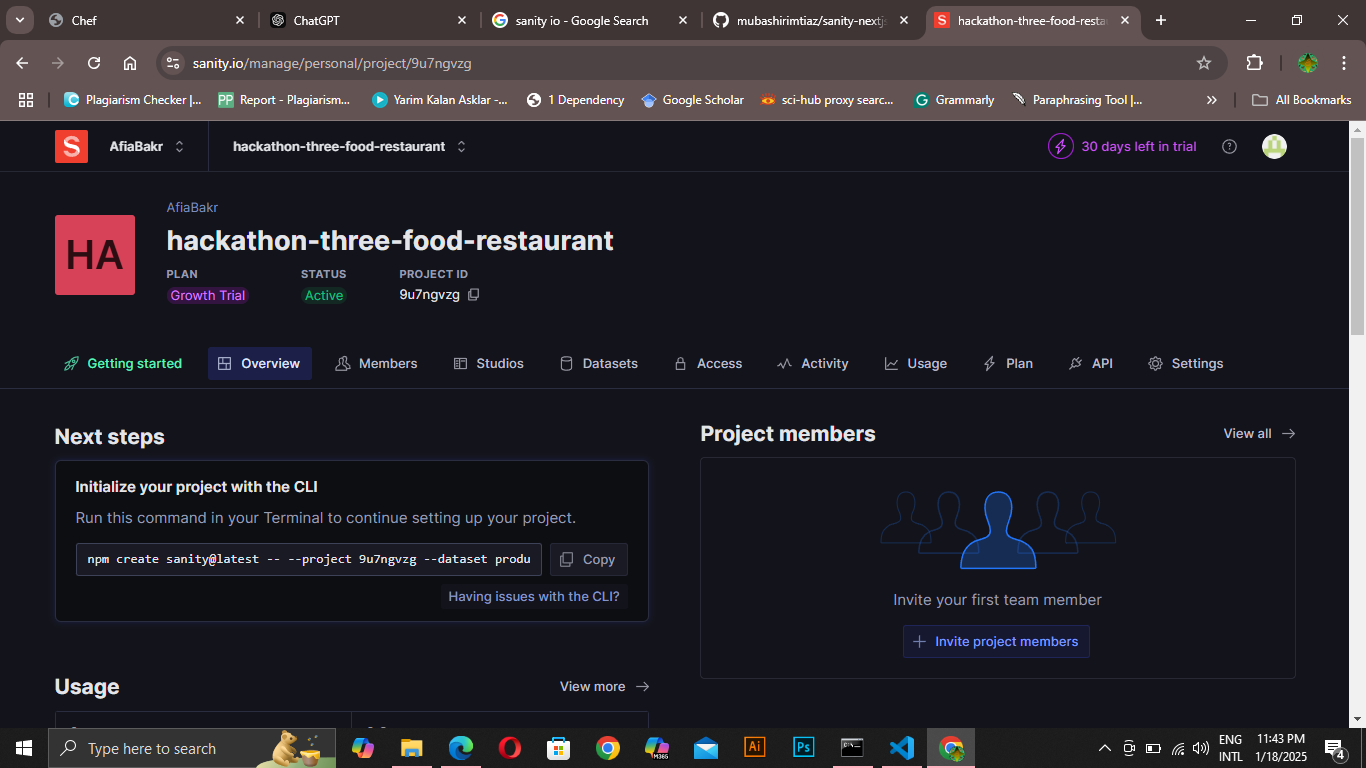 Chef
ChatGPT
sanity io - Google Search
mubashirimtiaz/sanity-nextjs
hackathon-three-food-resta
sanity.io/manage/personal/project/9u7ngvzg
Plagiarism Checker |...
PP Report - Plagiarism...
Yarim Kalan Asklar -...
1 Dependency
Google Scholar
sci-hub proxy searc...
Grammarly
Paraphrasing Tool |...
All Bookmarks
S AfiaBakr hackathon-three-food-restaurant
30 days left in trial
HA
AfiaBakr
hackathon-three-food-restaurant
PLAN STATUS PROJECT ID
Growth Trial Active 9u7ngvzg
Getting started Overview Members Studios Datasets Access Activity Usage Plan API Settings
Next steps
Initialize your project with the CLI
Run this command in your Terminal to continue setting up your project.
npm create sanity@latest -- --project 9u7ngvzg --dataset produ
Copy
Having issues with the CLI?
Usage
View more
Project members
View all
Invite your first team member
Invite project members
Type here to search
M365
Ai
Ps
ENG
INTL
11:43 PM
1/18/2025
4